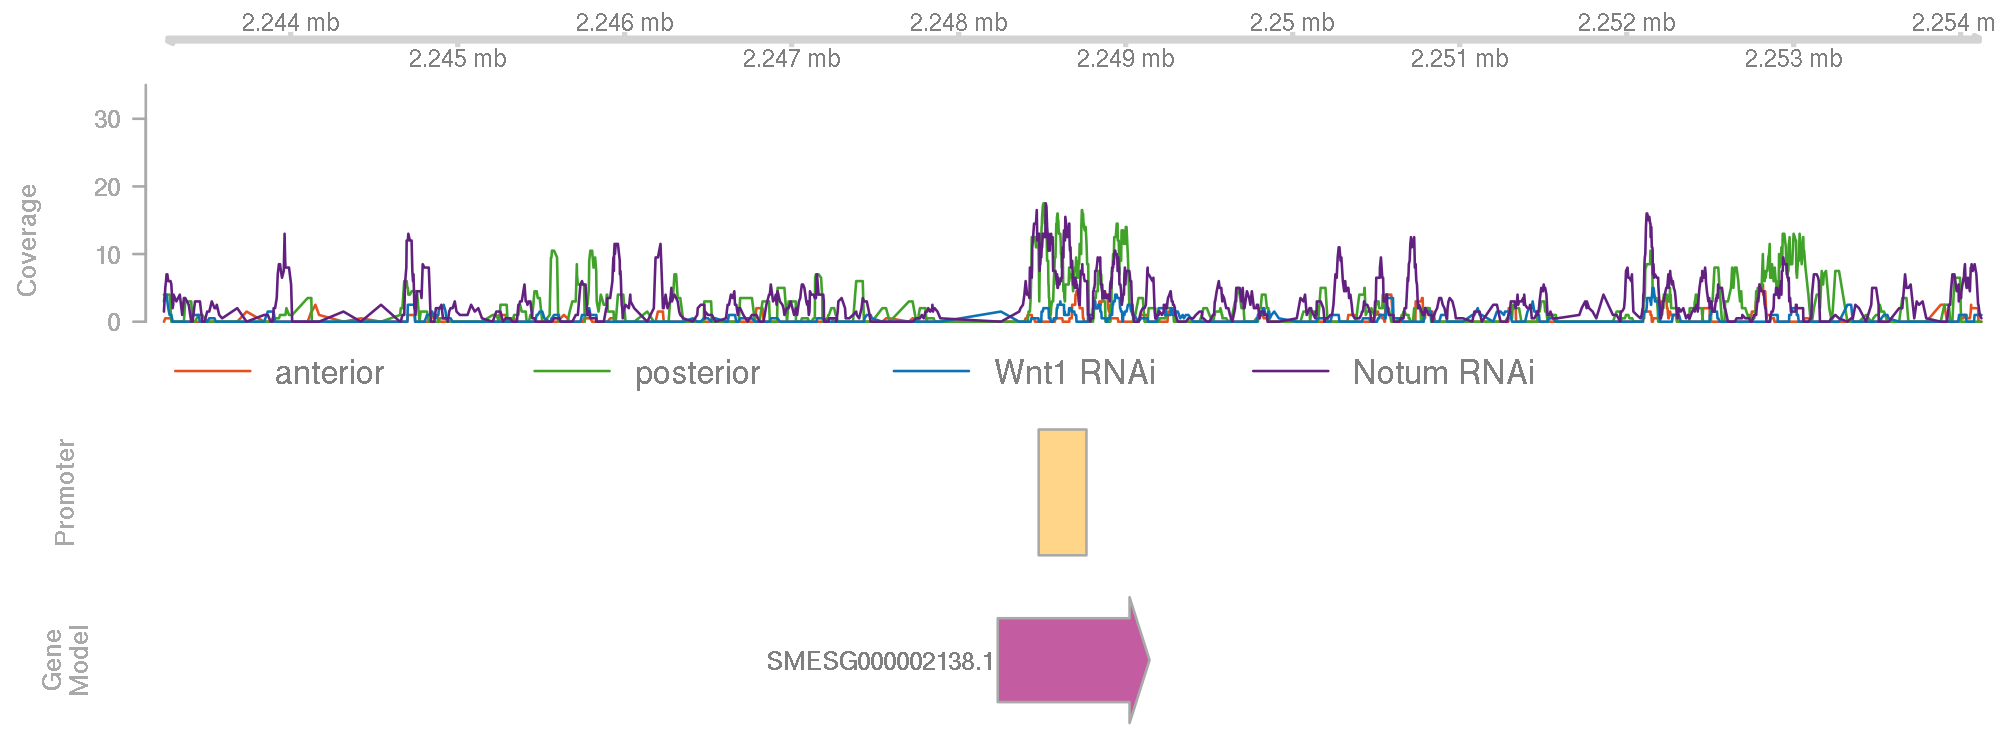 2.244 mb 2.246 mb 2.248 mb 2.25 mb 2.252 mb 2.254 m
2.245 mb 2.247 mb 2.249 mb 2.251 mb 2.253 mb
Coverage
30
20
10
0
anterior posterior Wnt1 RNAi Notum RNAi
Promoter
Gene
Model
SMESG000002138.1